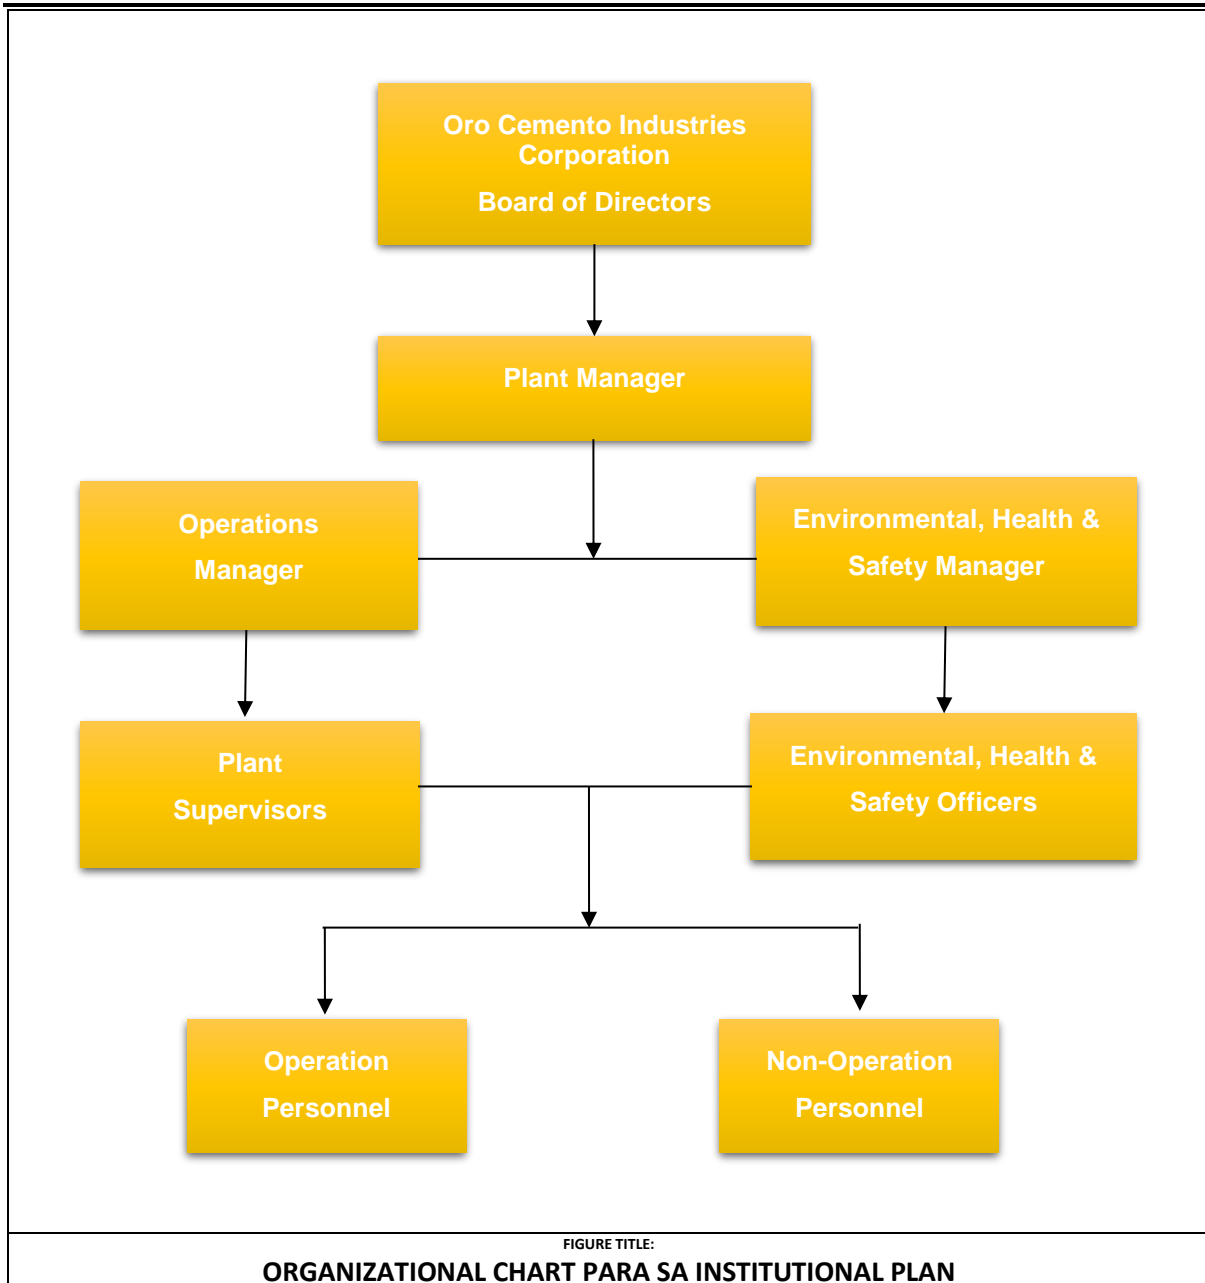 Oro Cemento Industries
Corporation
Board of Directors
Plant Manager
Operations
Manager
Environmental, Health &
Safety Manager
Plant
Supervisors
Environmental, Health &
Safety Officers
Operation
Personnel
Non-Operation
Personnel
FIGURE TITLE:
ORGANIZATIONAL CHART PARA SA INSTITUTIONAL PLAN